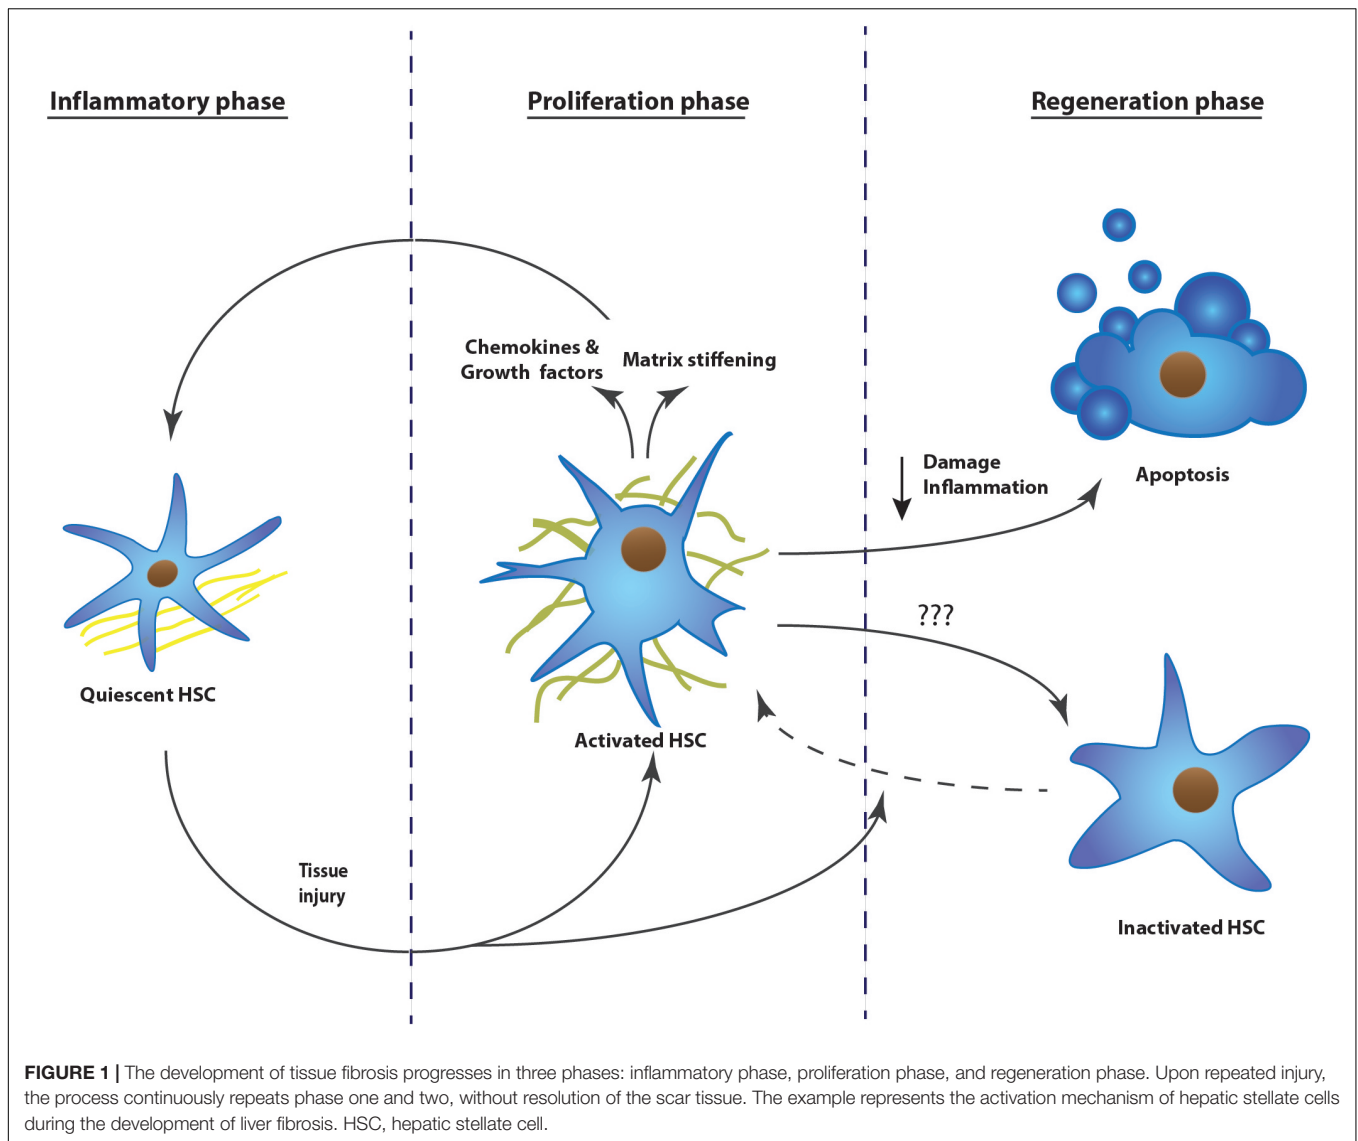 Inflammatory phase
Proliferation phase
Regeneration phase
Chemokines &
Growth factors
Matrix stiffening
Damage
Inflammation
Apoptosis
???
Quiescent HSC
Activated HSC
Tissue
injury
Inactivated HSC
FIGURE 1 | The development of tissue fibrosis progresses in three phases: inflammatory phase, proliferation phase, and regeneration phase. Upon repeated injury,
the process continuously repeats phase one and two, without resolution of the scar tissue. The example represents the activation mechanism of hepatic stellate cells
during the development of liver fibrosis. HSC, hepatic stellate cell.